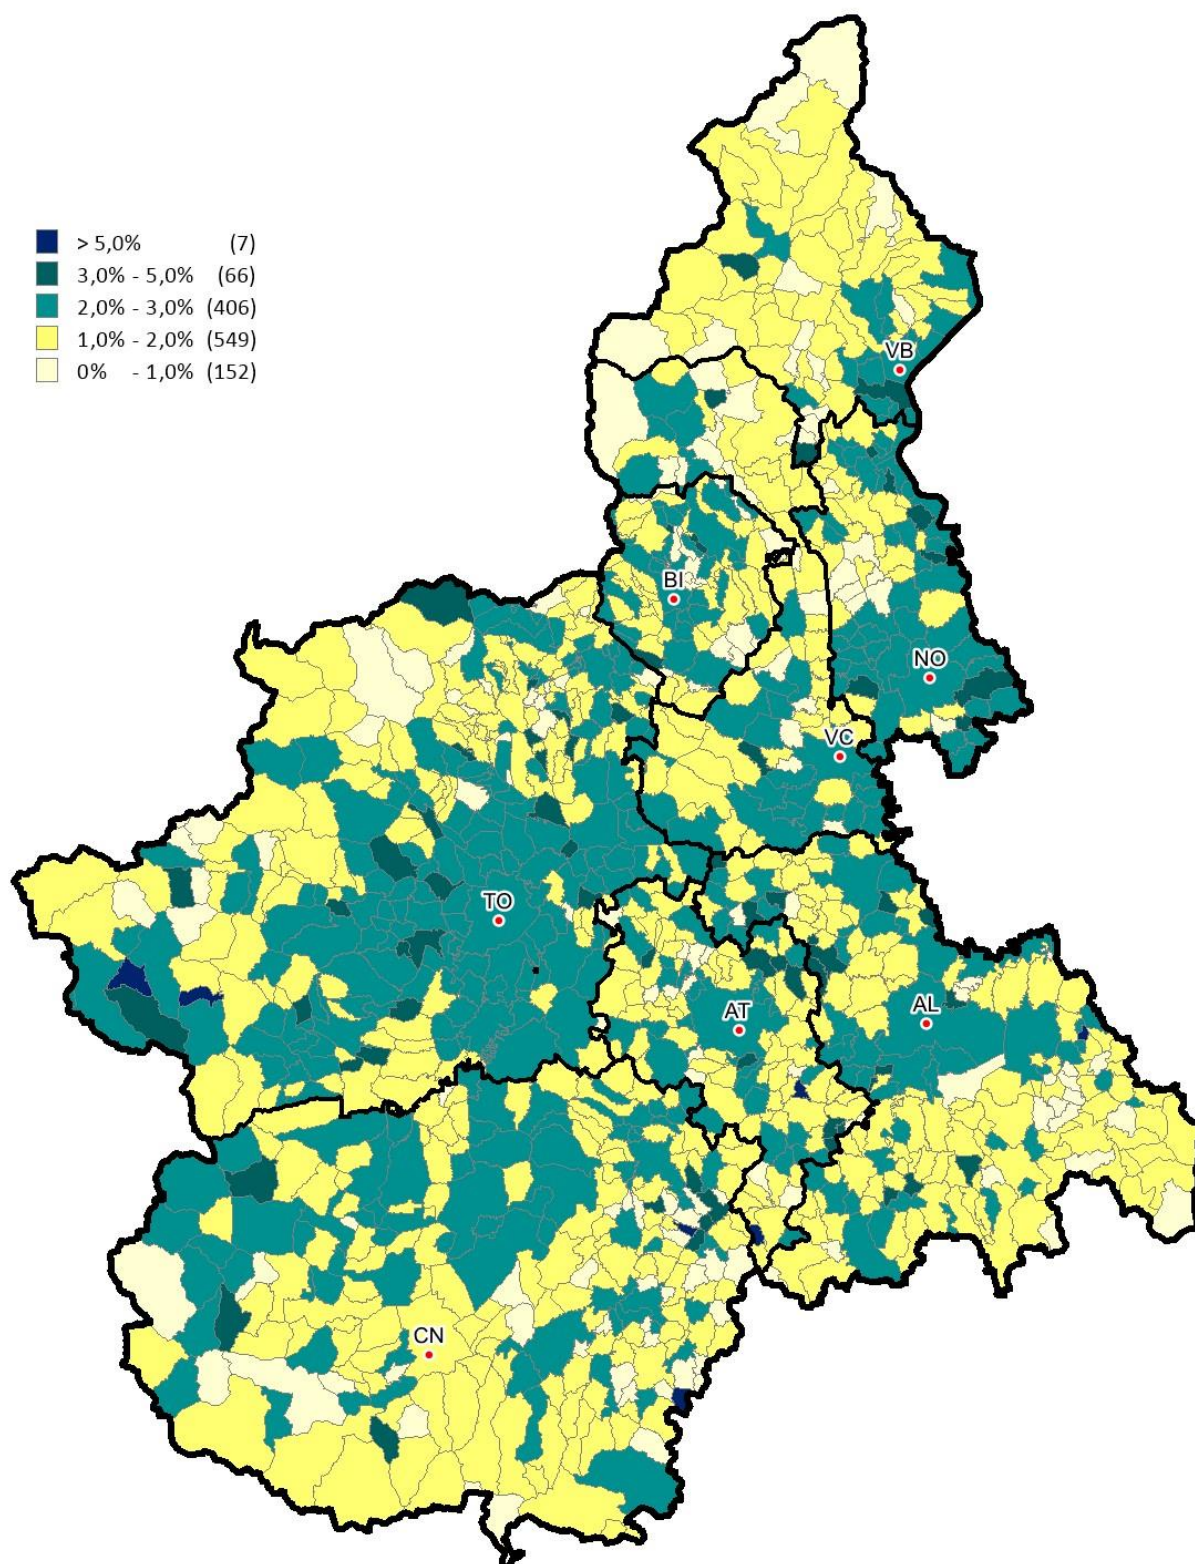 > 5,0% (7)
3,0% - 5,0% (66)
2,0% - 3,0% (406)
1,0% - 2,0% (549)
0% - 1,0% (152)
VB
BI
NO
VC
TO
AT
AL
CN